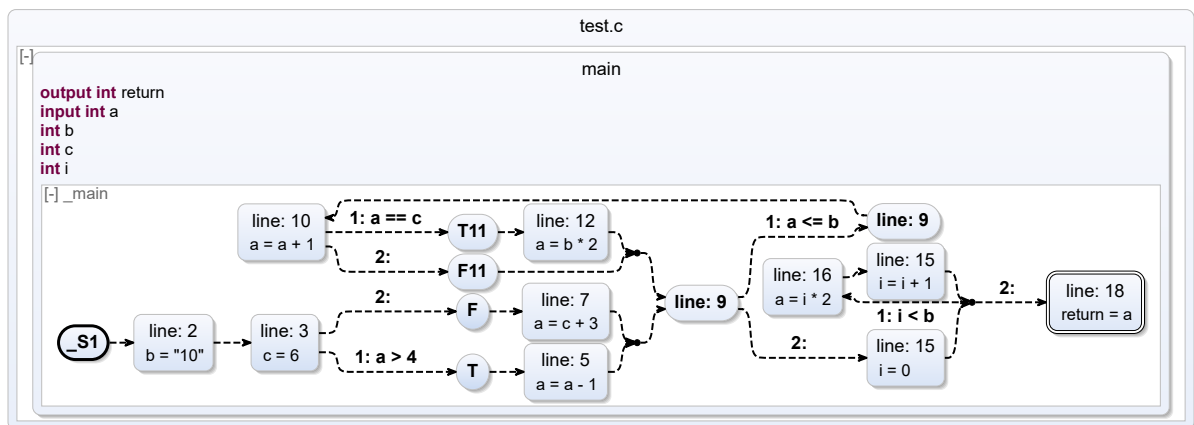 test.c
[-]
main
output int return
input int a
int b
int c
int i
[-] _main
line: 10
a = a + 1
1: a == c
T11
line: 12
a = b * 2
1: a <= b
line: 9
2:
F11
line: 16
a = i * 2
line: 15
i = i + 1
2:
line: 18
return = a
2:
F
line: 7
a = c + 3
line: 9
1: i < b
_S1
line: 2
b = "10"
line: 3
c = 6
1: a > 4
T
line: 5
a = a - 1
2:
line: 15
i = 0